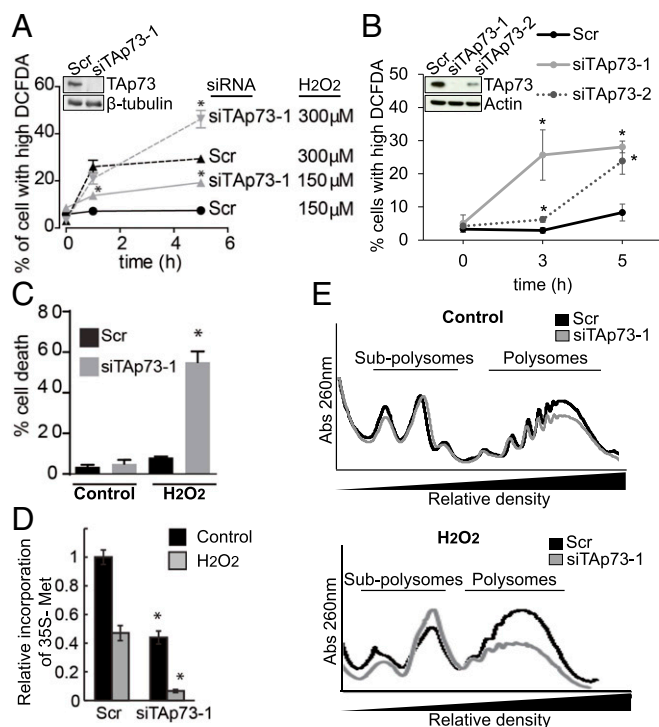 A
Scr
siTAp73-1
TAp73
β-tubulin
siRNA
H2O2
siTAp73-1 300µM
Scr 300µM
siTAp73-1 150µM
Scr 150µM
% of cell with high DCFDA
60
40
20
0
0 2 4 6
time (h)
*
*
*
*
B
Scr
siTAp73-1
siTAp73-2
TAp73
Actin
Scr
siTAp73-1
siTAp73-2
% cells with high DCFDA
50
40
30
20
10
0
0 3 5
time (h)
*
*
*
*
C
Scr
siTAp73-1
% cell death
80
60
40
20
0
*
Control H2O2
D
Control
H2O2
Relative incorporation
of 35S- Met
1
0.8
0.6
0.4
0.2
0
*
*
Scr siTAp73-1
E
Control
Scr
siTAp73-1
Sub-polysomes Polysomes
Abs 260nm
Relative density
H2O2
Scr
siTAp73-1
Sub-polysomes Polysomes
Abs 260nm
Relative density